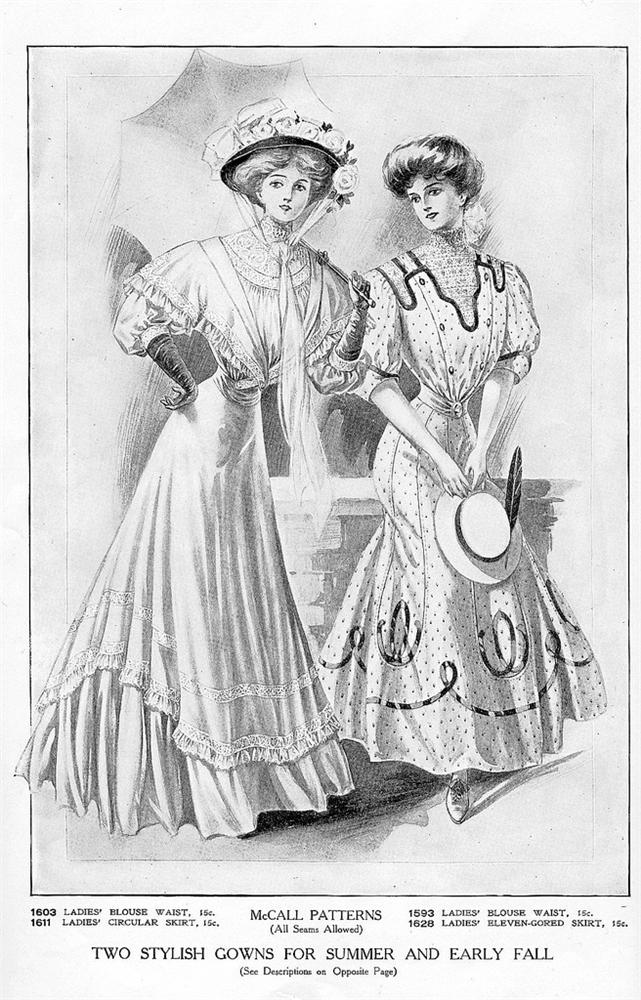 1603 LADIES' BLOUSE WAIST, 15c.
1611 LADIES' CIRCULAR SKIRT, 15c.
McCALL PATTERNS
(All Seams Allowed)
1593 LADIES' BLOUSE WAIST, 15c.
1628 LADIES' ELEVEN-GORED SKIRT, 15c.
TWO STYLISH GOWNS FOR SUMMER AND EARLY FALL
(See Descriptions on Opposite Page)